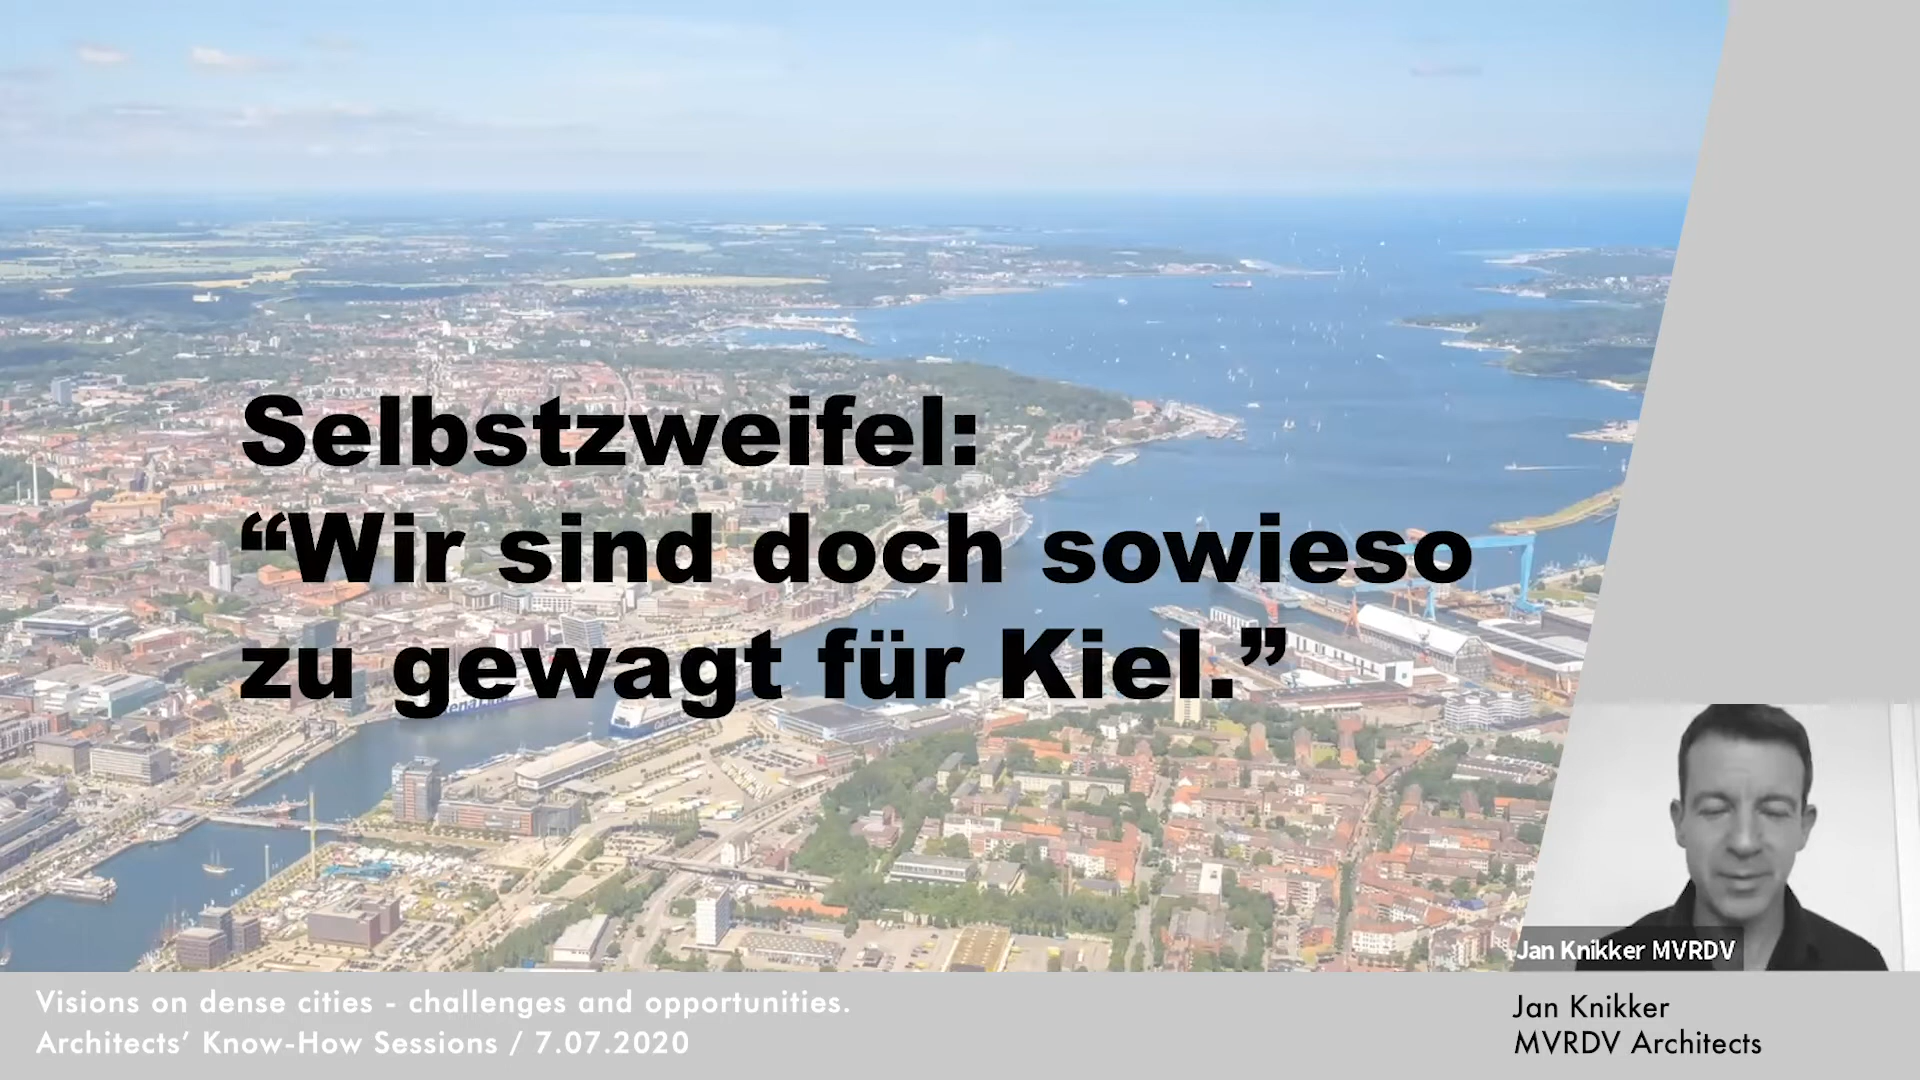 Selbstzweifel:
“Wir sind doch sowieso
zu gewagt für Kiel.”
Jan Knikker MVRDV
Visions on dense cities - challenges and opportunities.
Architects’ Know-How Sessions / 7.07.2020
Jan Knikker
MVRDV Architects